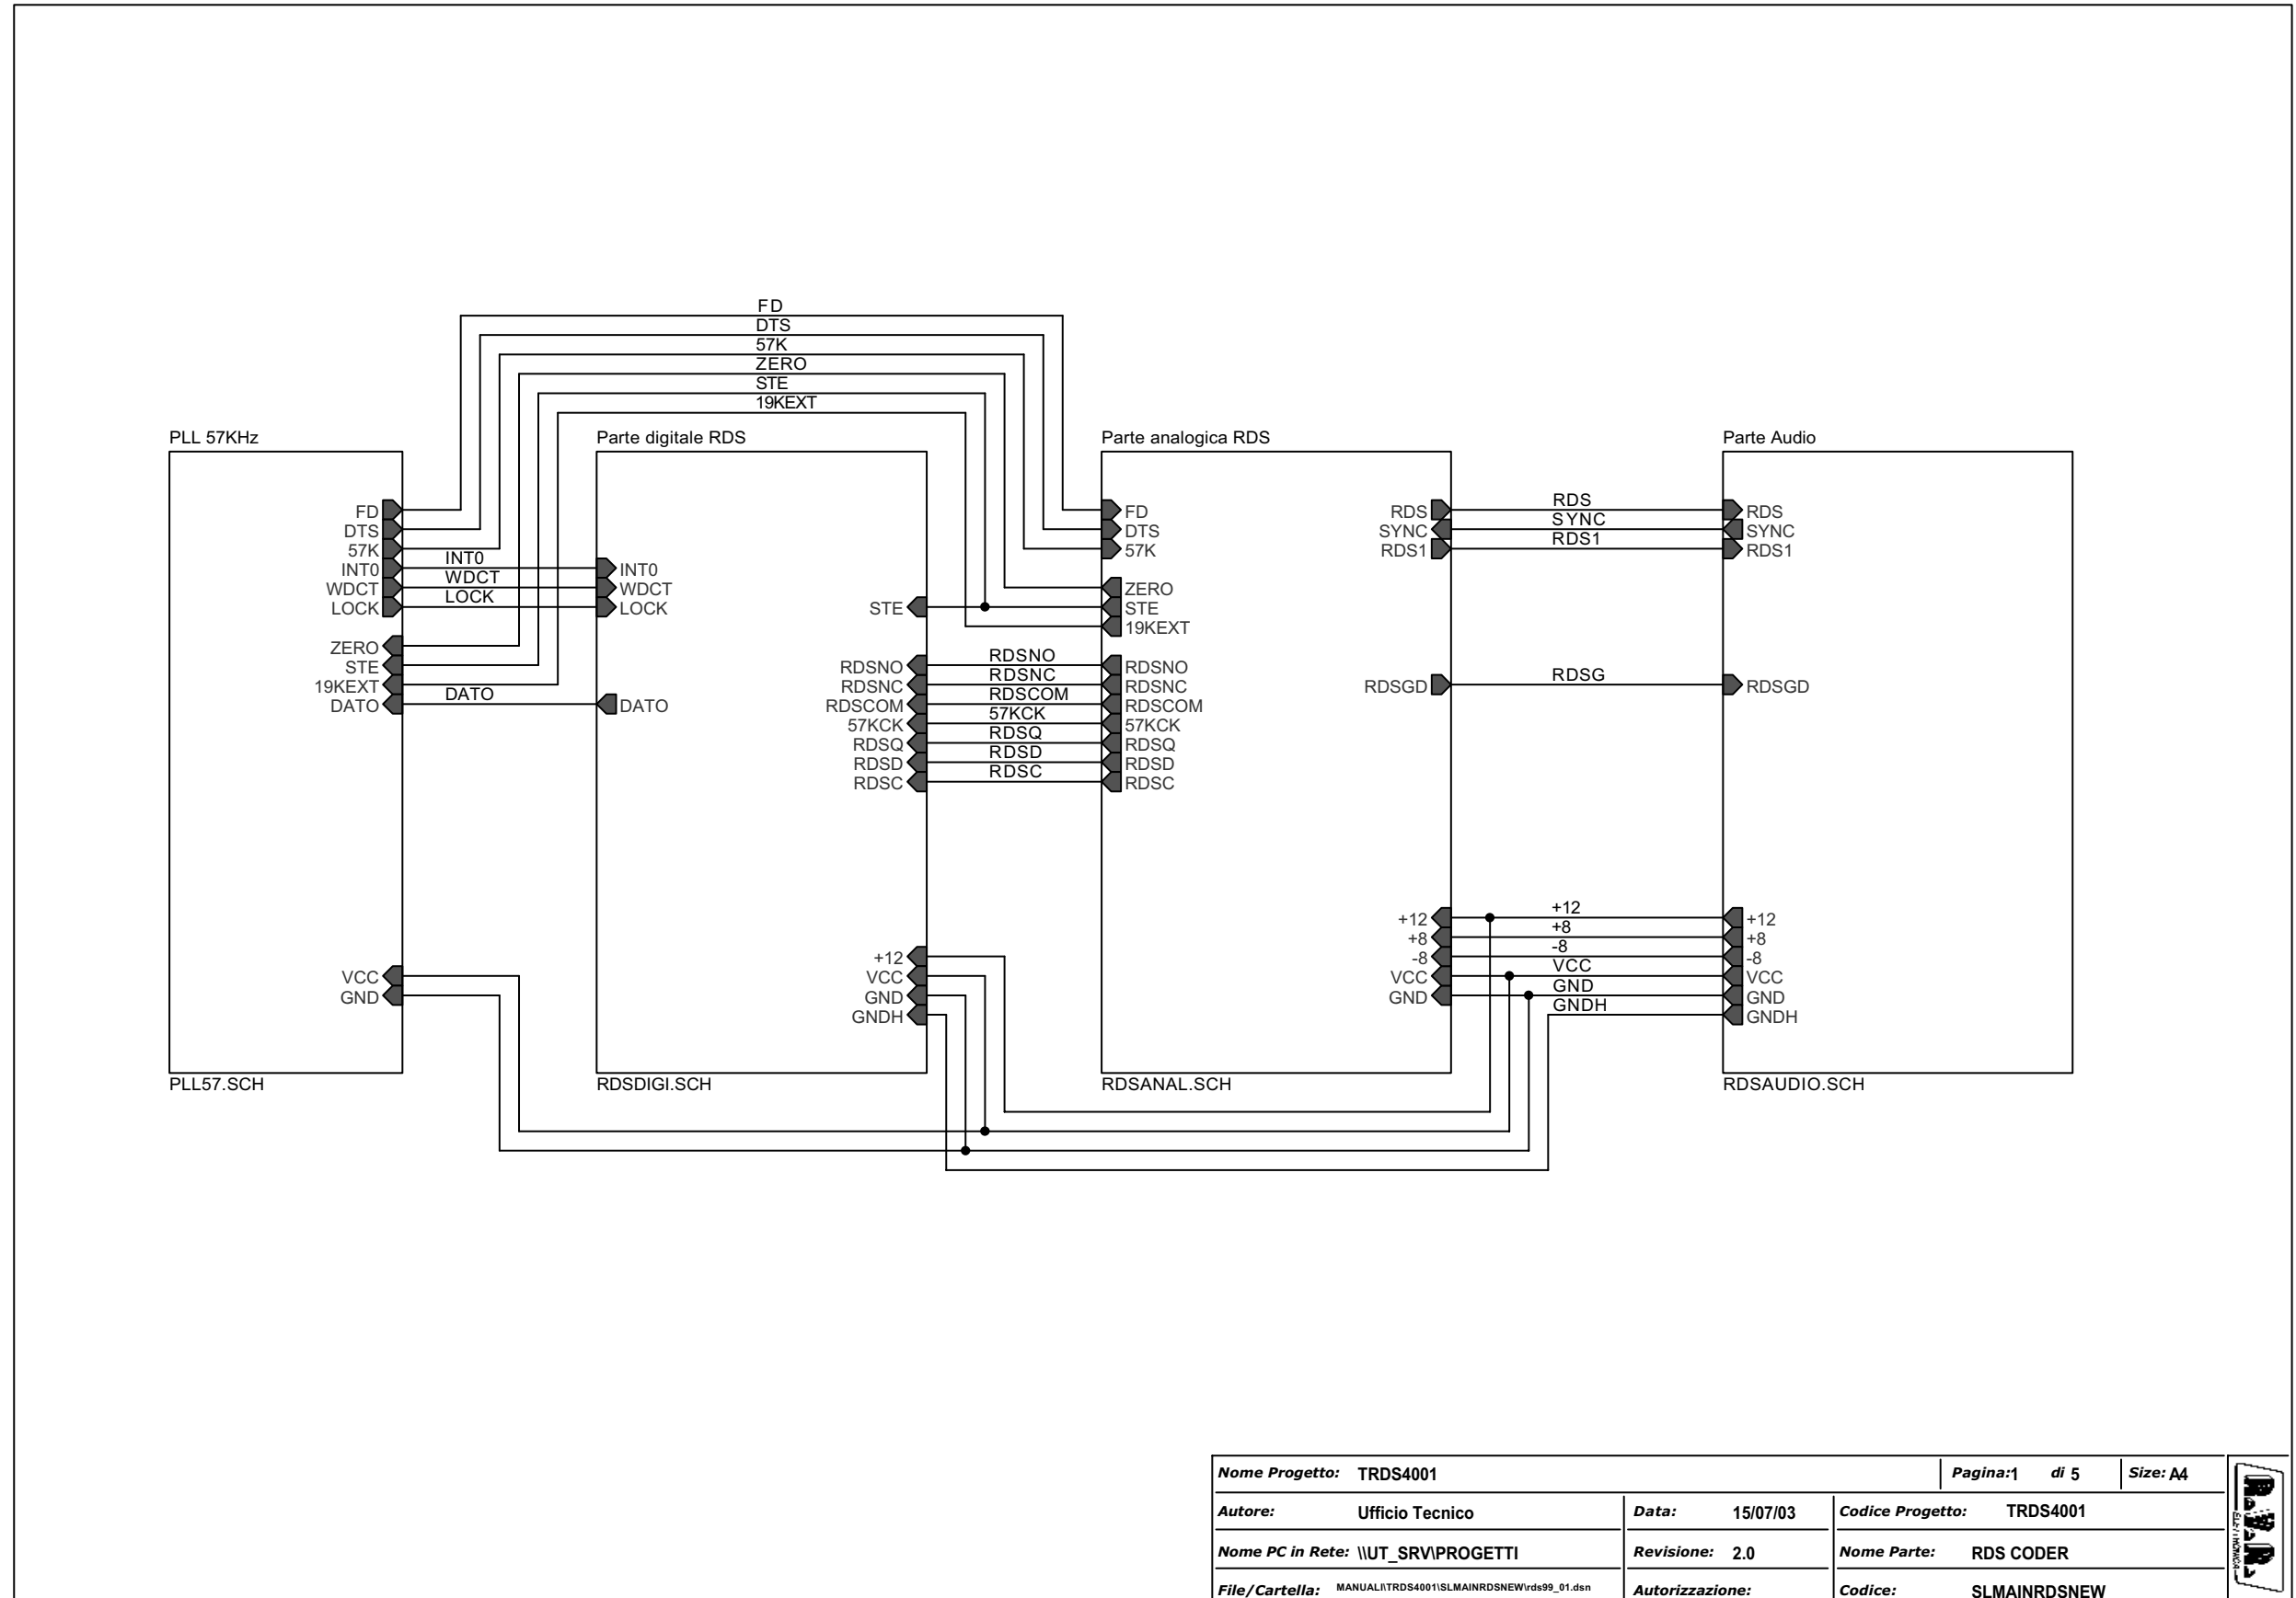 FD
DTS
57K
ZERO
STE
19KEXT
PLL 57KHz
Parte digitale RDS
Parte analogica RDS
Parte Audio
FD
DTS
57K
INT0
WDCT
LOCK
ZERO
STE
19KEXT
DATO
VCC
GND
PLL57.SCH
INT0
WDCT
LOCK
DATO
INT0
WDCT
LOCK
DATO
STE
RDSNO
RDSNC
RDSCOM
57KCK
RDSQ
RDSD
RDSC
+12
VCC
GND
GNDH
RDSDIGI.SCH
RDSNO
RDSNC
RDSCOM
57KCK
RDSQ
RDSD
RDSC
FD
DTS
57K
ZERO
STE
19KEXT
RDSNO
RDSNC
RDSCOM
57KCK
RDSQ
RDSD
RDSC
RDS
SYNC
RDS1
RDSGD
+12
+8
-8
VCC
GND
RDSANAL.SCH
RDS
SYNC
RDS1
RDSG
+12
+8
-8
VCC
GND
GNDH
RDS
SYNC
RDS1
RDSGD
+12
+8
-8
VCC
GND
GNDH
RDSAUDIO.SCH
Nome Progetto: TRDS4001 Pagina:1 di 5 Size: A4
Autore: Ufficio Tecnico Data: 15/07/03 Codice Progetto: TRDS4001
Nome PC in Rete: \\UT_SRV\PROGETTI Revisione: 2.0 Nome Parte: RDS CODER
File/Cartella: MANUALI\TRDS4001\SLMAINRDSNEW\rds99_01.dsn Autorizzazione: Codice: SLMAINRDSNEW
R.V.R.